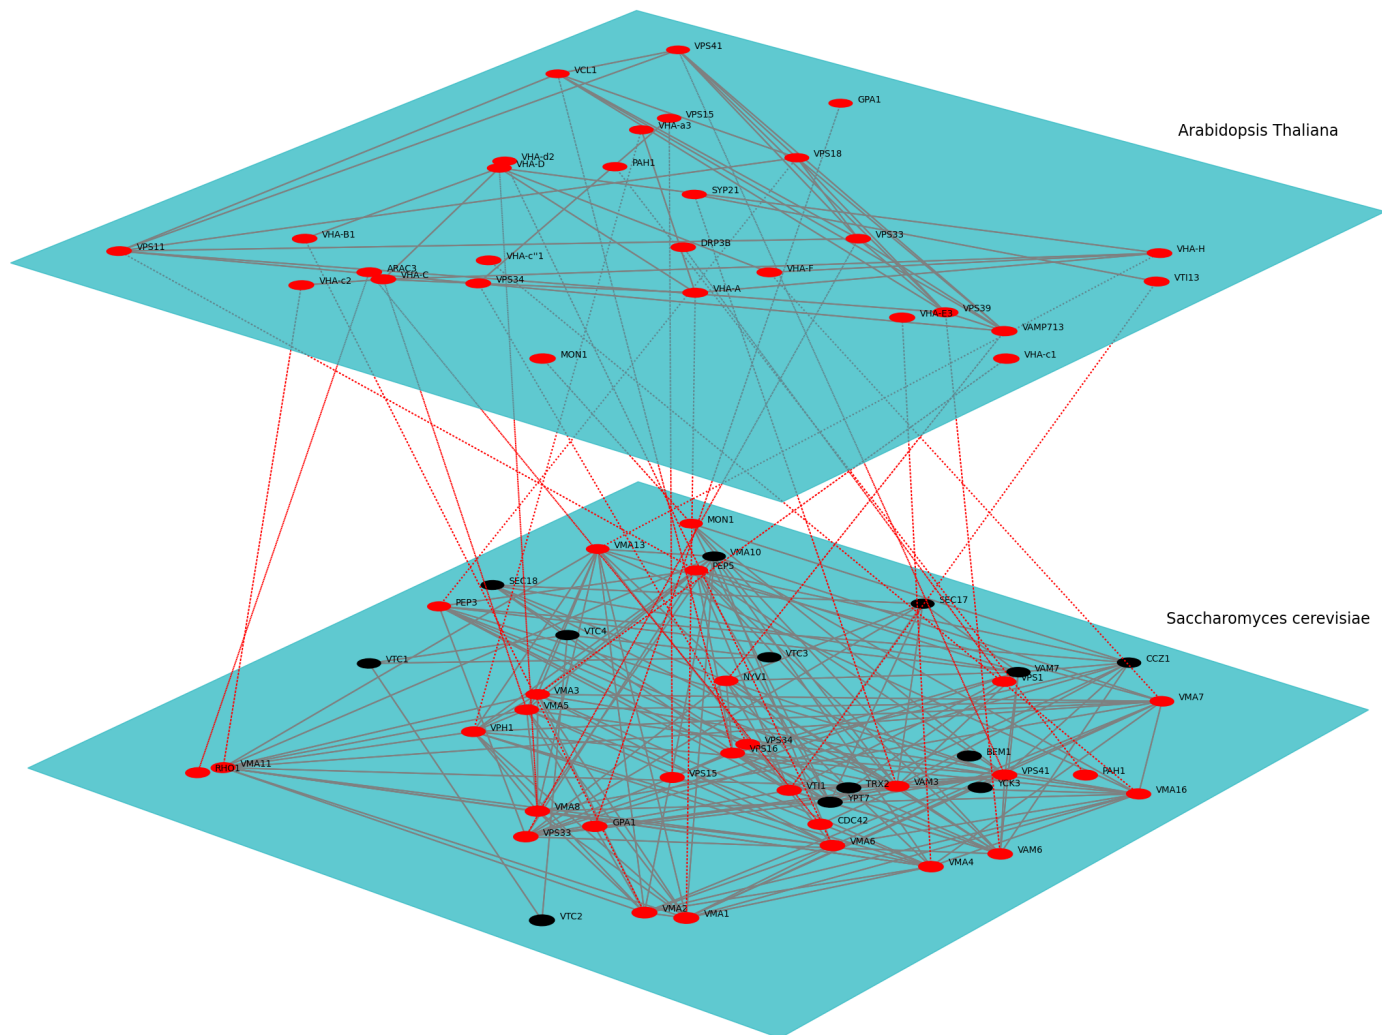 VPS41
VCL1
GPA1
VPS15
VHA-a3
Arabidopsis Thaliana
VPS18
VHA-d2
PAH1
VHA-D
SYP21
VHA-B1
VPS33
VPS11
DRP3B
VHA-H
VHA-c''1
ARAC3
VHA-F
VHA-C
VTI13
VHA-c2
VPS34
VHA-A
VPS39
VHA-E3
VAMP713
MON1
VHA-c1
MON1
VMA13
VMA10
PEP5
SEC18
SEC17
PEP3
Saccharomyces cerevisiae
VTC4
VTC3
CCZ1
VTC1
VAM7
NYV1
VPS1
VMA3
VMA7
VMA5
VPH1
VPS34
VPS16
BEM1
VMA11
RHO1
VPS15
VPS41
PAH1
TRX2
VAM3
YCK3
VTI1
VMA16
YPT7
VMA8
CDC42
GPA1
VPS33
VMA6
VAM6
VMA4
VMA2
VMA1
VTC2